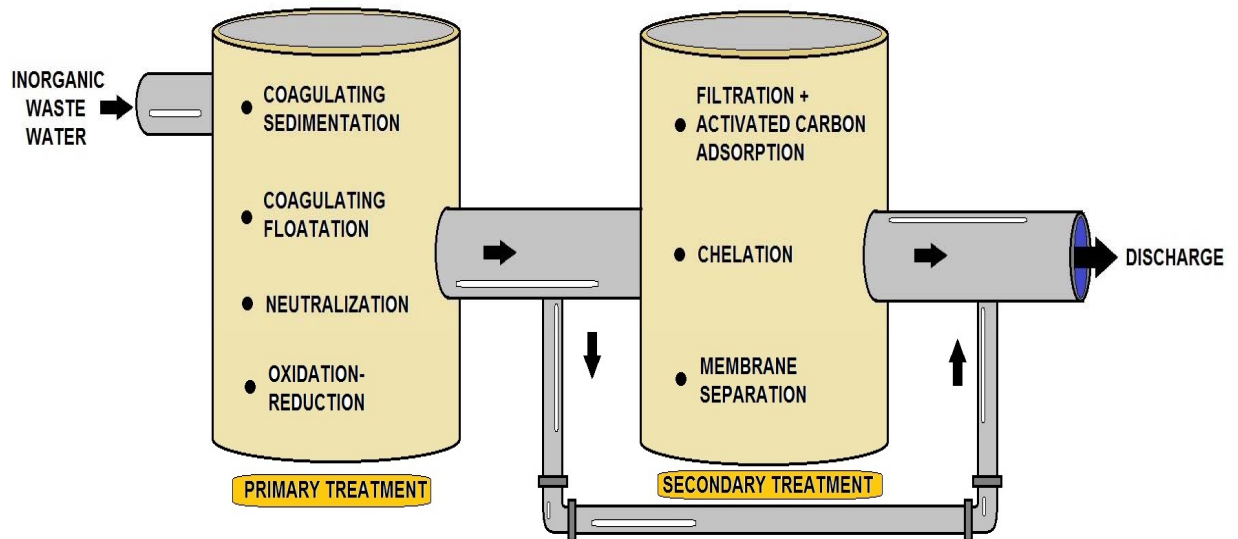 INORGANIC
WASTE
WATER
COAGULATING
SEDIMENTATION
COAGULATING
FLOATATION
NEUTRALIZATION
OXIDATION-
REDUCTION
PRIMARY TREATMENT
FILTRATION +
ACTIVATED CARBON
ADSORPTION
CHELATION
MEMBRANE
SEPARATION
SECONDARY TREATMENT
DISCHARGE